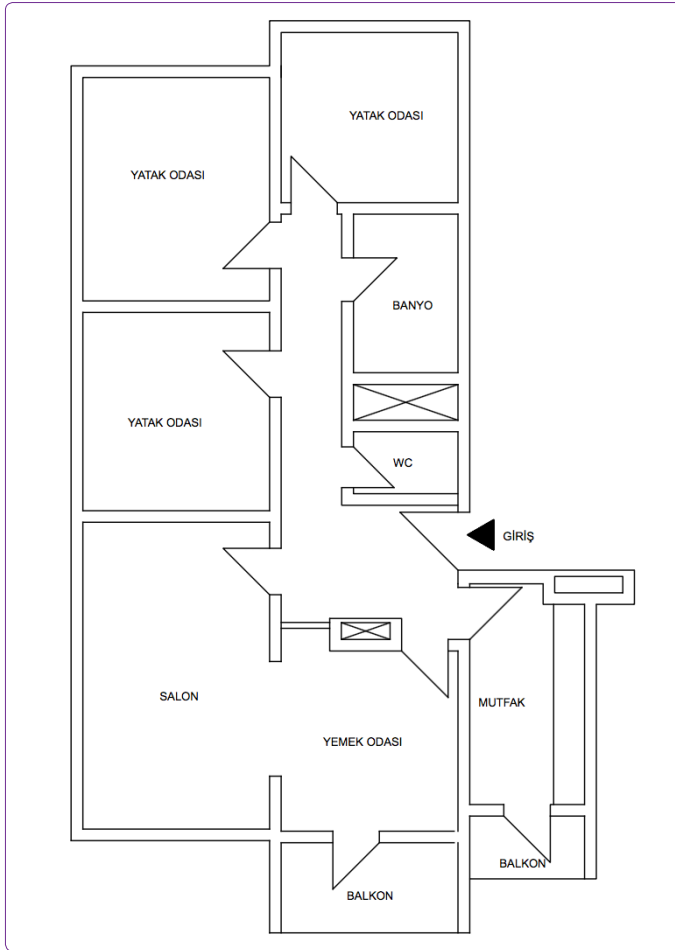 YATAK ODASI
YATAK ODASI
BANYO
YATAK ODASI
WC
GİRİŞ
SALON
MUTFAK
YEMEK ODASI
BALKON
BALKON